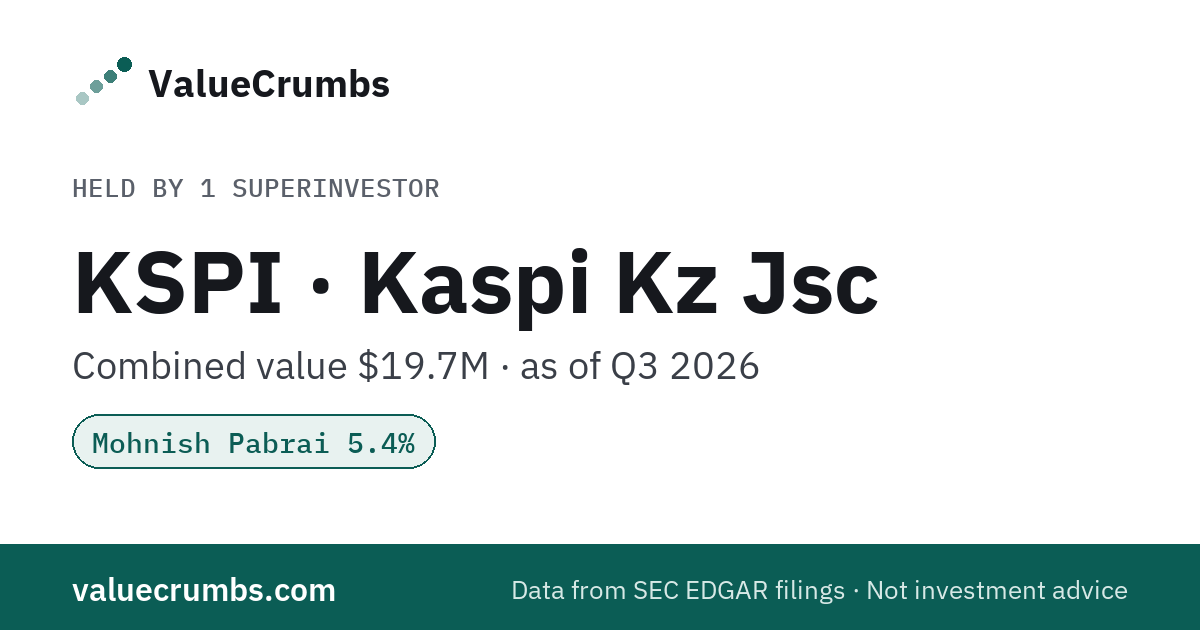 ValueCrumbs
HELD BY 1 SUPERINVESTOR
KSPI · Kaspi Kz Jsc
Combined value $19.7M · as of Q3 2026
Mohnish Pabrai 5.4%
valuecrumbs.com
Data from SEC EDGAR filings · Not investment advice